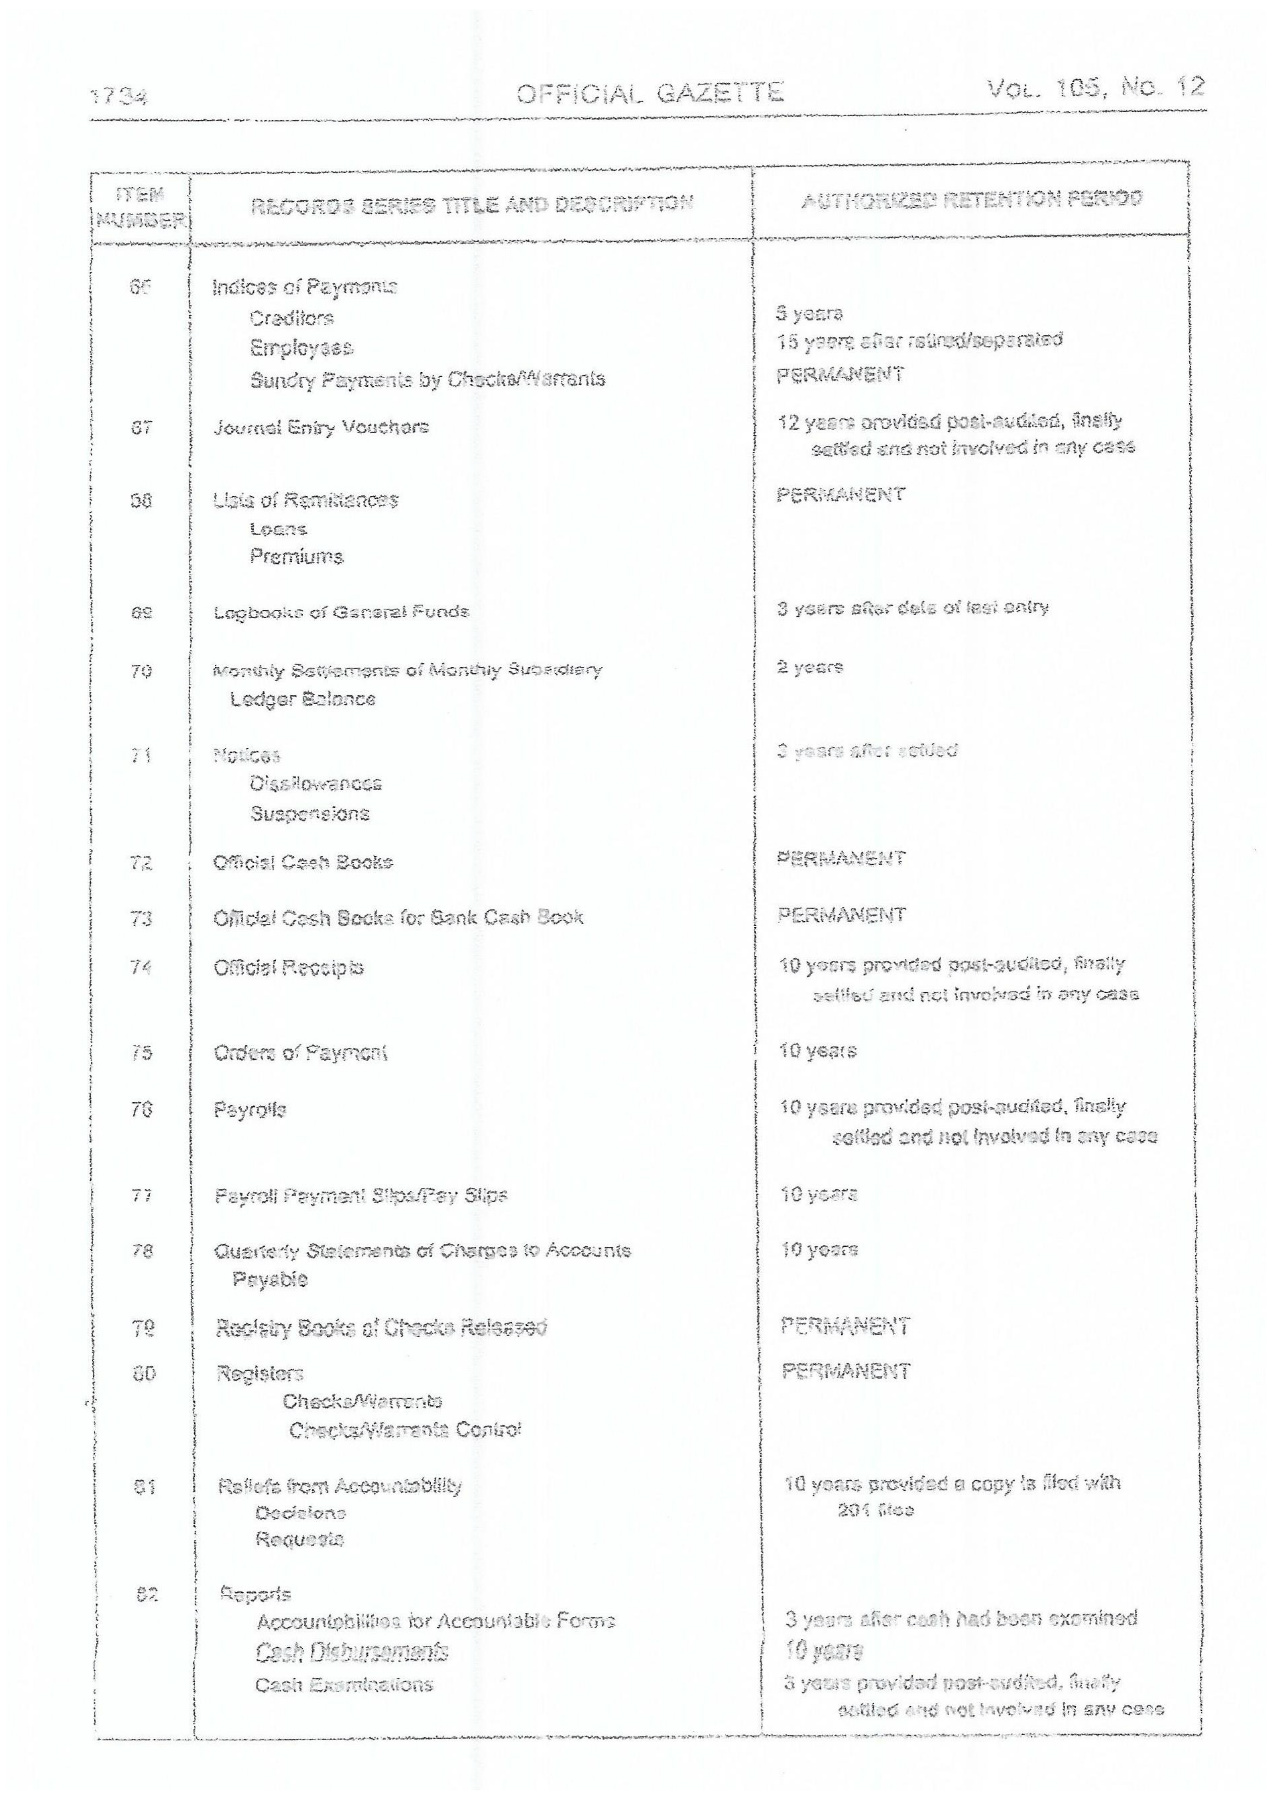 1734 OFFICIAL GAZETTE VOL. 105, NO. 12
ITEM NUMBER RECORDS SERIES TITLE AND DESCRIPTION AUTHORIZED RETENTION PERIOD
66 Indices of Payments
Creditors 5 years
Employees 15 years after retired/separated
Sundry Payments by Checks/Warrants PERMANENT
67 Journal Entry Vouchers 12 years provided post-audited, finally
settled and not involved in any case
68 Lists of Remittances PERMANENT
Loans
Premiums
69 Logbooks of General Funds 3 years after date of last entry
70 Monthly Settlements of Monthly Subsidiary 2 years
Ledger Balance
71 Notices 3 years after settled
Disallowances
Suspensions
72 Official Cash Books PERMANENT
73 Official Cash Books for Bank Cash Book PERMANENT
74 Official Receipts 10 years provided post-audited, finally
settled and not involved in any case
75 Orders of Payment 10 years
76 Payrolls 10 years provided post-audited, finally
settled and not involved in any case
77 Payroll Payment Slips/Pay Slips 10 years
78 Quarterly Statements of Charges to Accounts 10 years
Payable
79 Registry Books of Checks Released PERMANENT
80 Registers PERMANENT
Checks/Warrants
Checks/Warrants Control
81 Reliefs from Accountability 10 years provided a copy is filed with
Decisions 201 files
Requests
82 Reports
Accountabilities for Accountable Forms 3 years after cash had been examined
Cash Disbursements 10 years
Cash Examinations years provided post-audited, finally
settled and not involved in any case